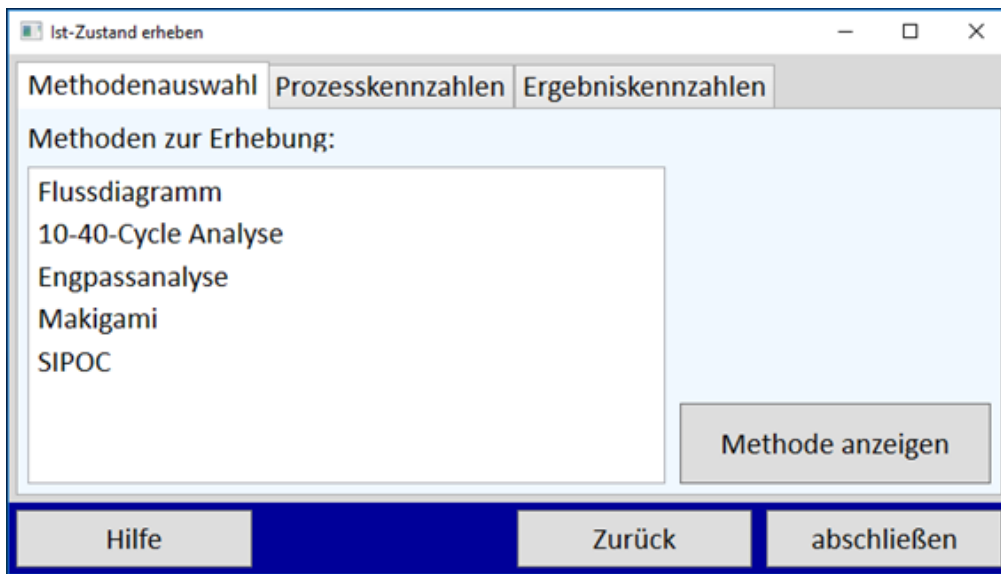 Ist-Zustand erheben
Methodenauswahl Prozesskennzahlen Ergebniskennzahlen
Methoden zur Erhebung:
Flussdiagramm
10-40-Cycle Analyse
Engpassanalyse
Makigami
SIPOC
Methode anzeigen
Hilfe Zurück abschließen